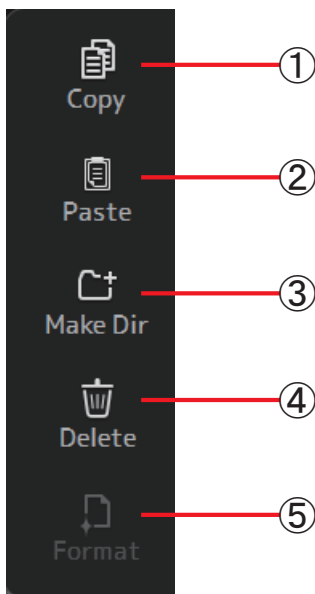 Copy ①
Paste ②
Make Dir ③
Delete ④
Format ⑤